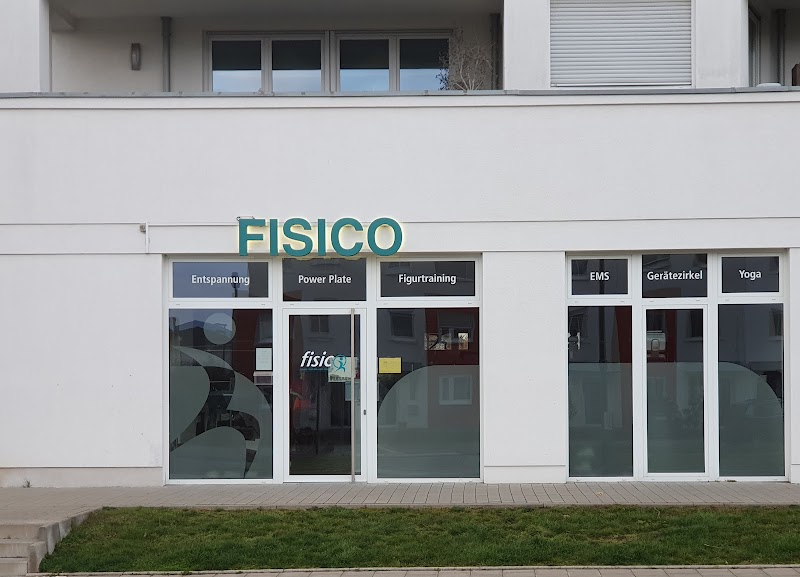 FISICO
Entspannung
Power Plate
Figurtraining
EMS
Gerätezirkel
Yoga
fisico